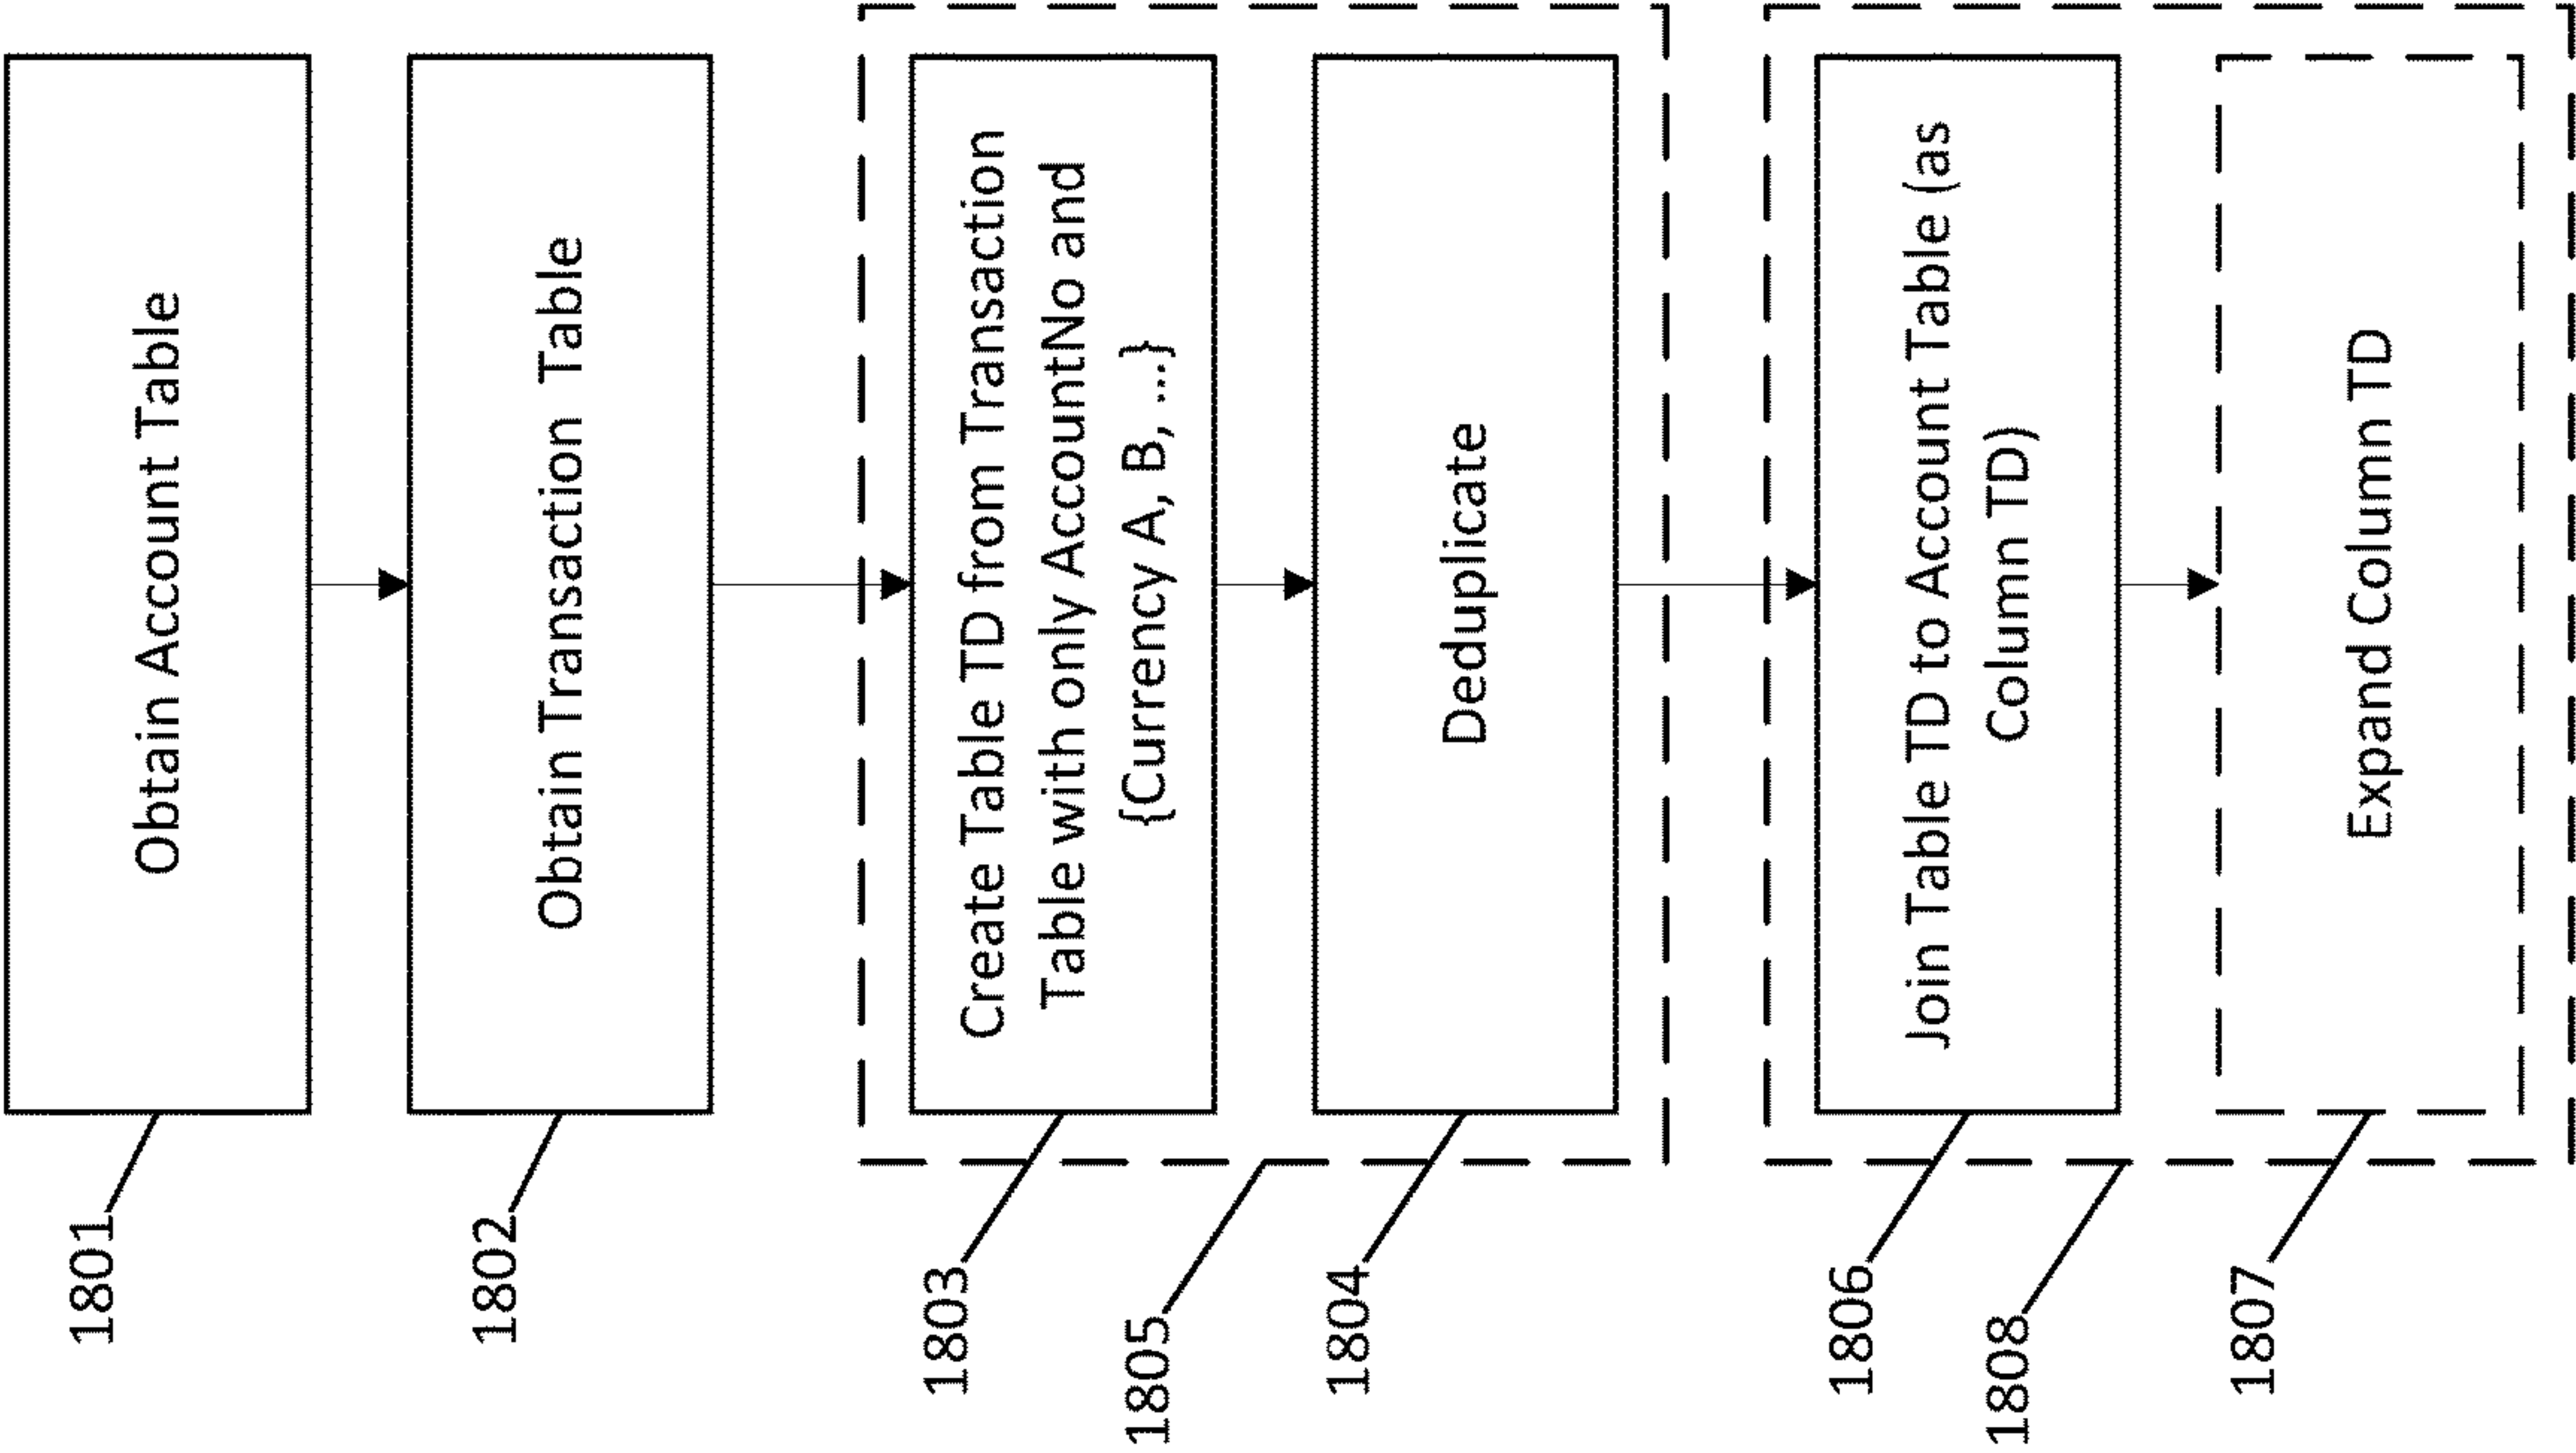 1801
Obtain Account Table
1802
Obtain Transaction Table
1803
Create Table TD from Transaction
Table with only AccountNo and
{Currency A, B, ...}
1805
1804
Deduplicate
1806
Join Table TD to Account Table (as
Column TD)
1808
1807
Expand Column TD